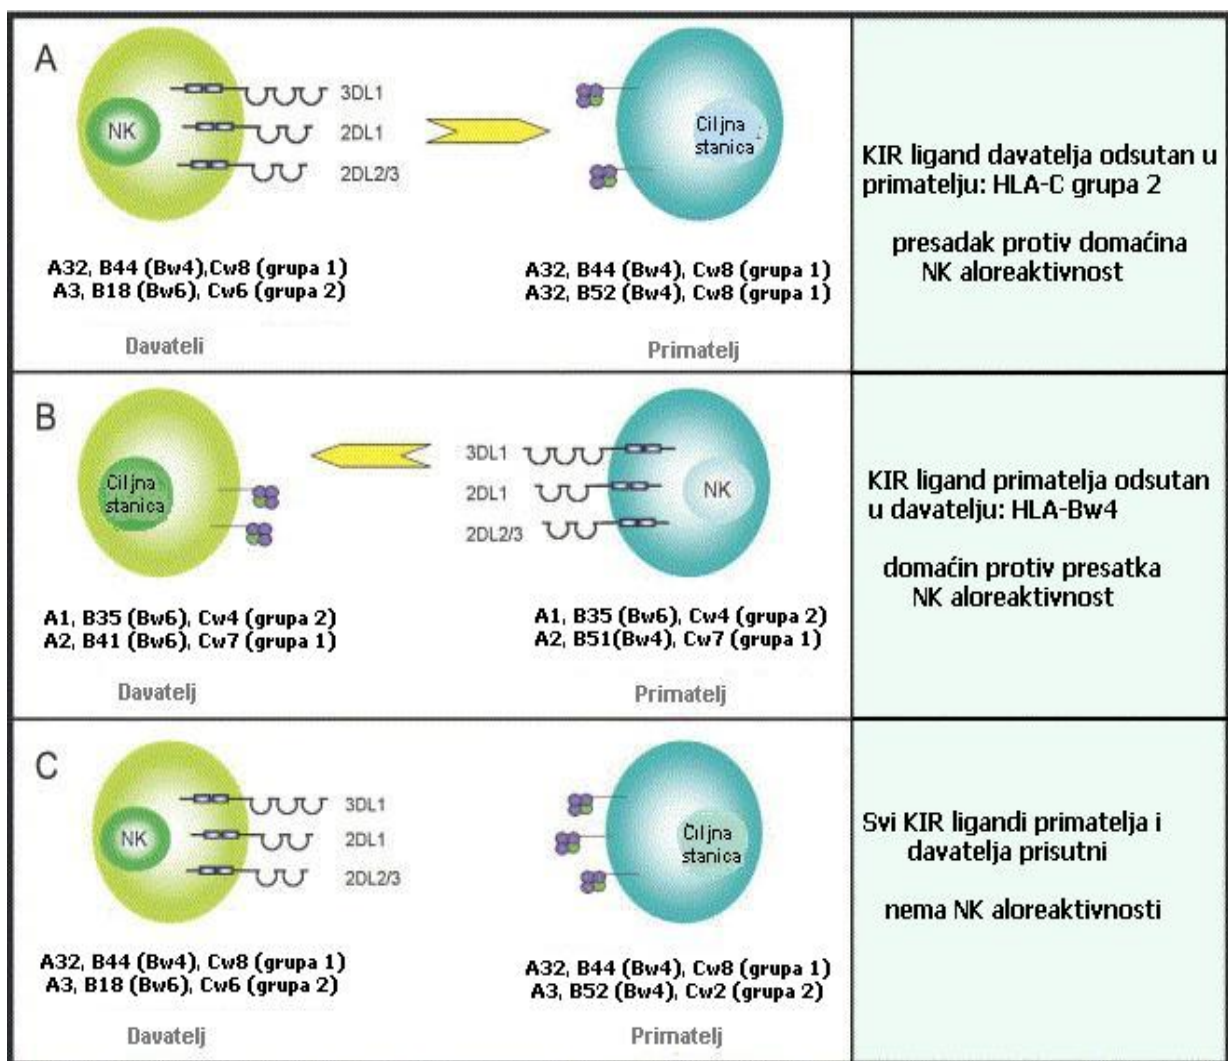 A
NK
3DL1
2DL1
2DL2/3
Ciljna
stanica
A32, B44 (Bw4),Cw8 (grupa 1)
A3, B18 (Bw6), Cw6 (grupa 2)
Davatelj
A32, B44 (Bw4), Cw8 (grupa 1)
A32, B52 (Bw4), Cw8 (grupa 1)
Primatelj
KIR ligand davatelja odsutan u
primatelju: HLA-C grupa 2
presadak protiv domaćina
NK aloreaktivnost
B
Ciljna
stanica
3DL1
2DL1
2DL2/3
NK
A1, B35 (Bw6), Cw4 (grupa 2)
A2, B41 (Bw6), Cw7 (grupa 1)
Davatelj
A1, B35 (Bw6), Cw4 (grupa 2)
A2, B51(Bw4), Cw7 (grupa 1)
Primatelj
KIR ligand primatelja odsutan
u davatelju: HLA-Bw4
domaćin protiv presatka
NK aloreaktivnost
C
NK
3DL1
2DL1
2DL2/3
Ciljna
stanica
A32, B44 (Bw4), Cw8 (grupa 1)
A3, B18 (Bw6), Cw6 (grupa 2)
Davatelj
A32, B44 (Bw4), Cw8 (grupa 1)
A3, B52 (Bw4), Cw2 (grupa 2)
Primatelj
Svi KIR ligandi primatelja i
davatelja prisutni
nema NK aloreaktivnosti